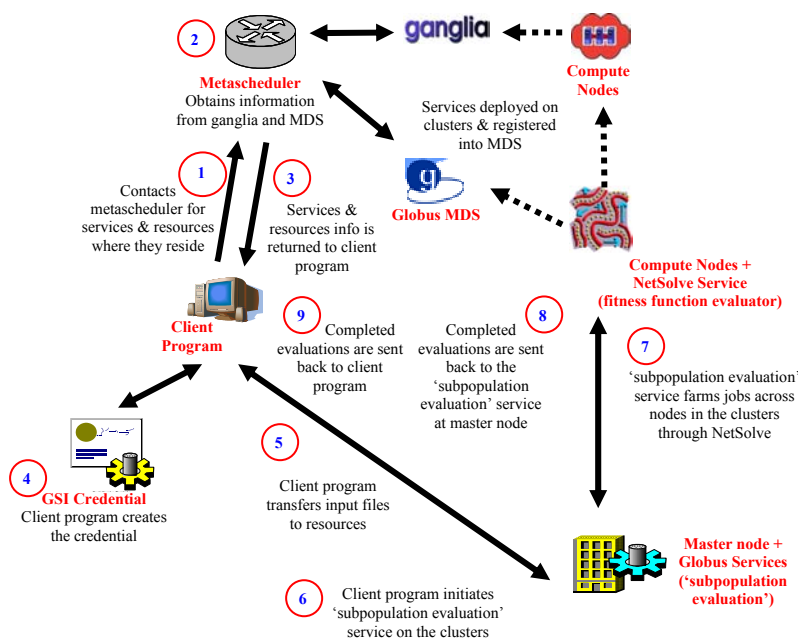 2
ganglia
Metascheduler
Obtains information
from ganglia and MDS
Compute
Nodes
Services deployed on
clusters & registered
into MDS
1
Contacts
metascheduler for
services & resources
where they reside
3
Services &
resources info is
returned to client
program
g
Globus MDS
Compute Nodes +
NetSolve Service
(fitness function evaluator)
Client
Program
9
Completed
evaluations are sent
back to client
program
8
Completed
evaluations are sent
back to the
‘subpopulation
evaluation’ service
at master node
7
‘subpopulation evaluation’
service farms jobs across
nodes in the clusters
through NetSolve
4
GSI Credential
Client program creates
the credential
5
Client program
transfers input files
to resources
6
Client program initiates
‘subpopulation evaluation’
service on the clusters
Master node +
Globus Services
(‘subpopulation
evaluation’)